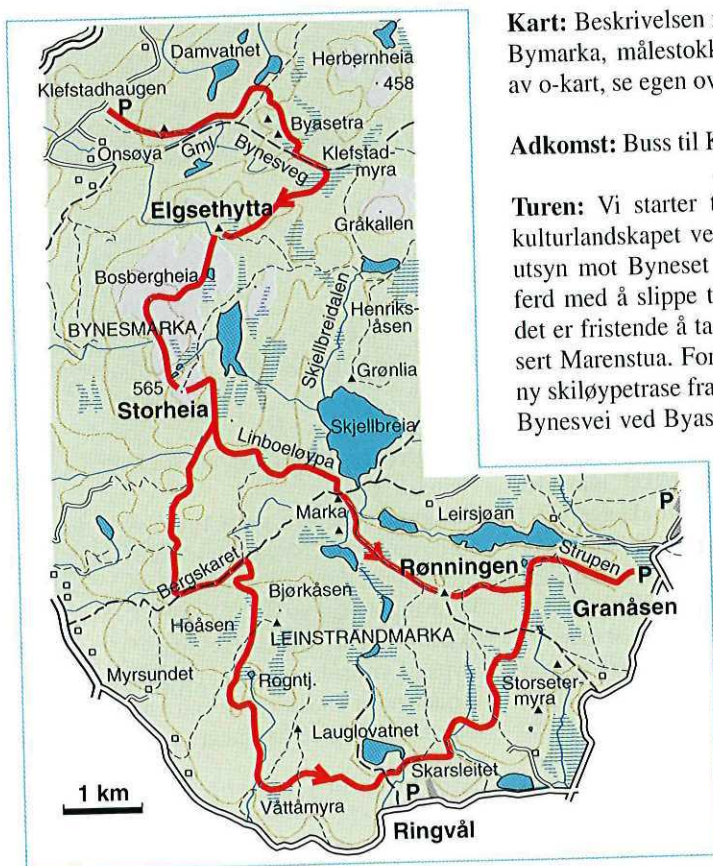 Kart: Beskrivelsen
Bymarka, målestokk
av o-kart, se egen ov
Adkomst: Buss til K
Turen: Vi starter t
kulturlandskapet ve
utsyn mot Byneset
ferd med å slippe t
det er fristende å ta
sert Marenstua. For
ny skiløypetrase fra
Bynesvei ved Byas
Damvatnet
Herbernheia
458
Klefstadhaugen
P
Byasetra
Ønsøya
Gml
Bynesveg
Klefstad-
myra
Elgsethytta
Gråkallen
Bosbergheia
Skjellbreidalen
Henriks-
åsen
BYNESMARKA
Grønlia
565
Storheia
Skjellbreia
Linboeløypa
Marka
Leirsjøan
P
Strupen
Rønningen
P
Granåsen
Bergskaret
Bjørkåsen
Hoåsen
LEINSTRANDMARKA
Myrsundet
Rogntj.
Storseter-
myra
Lauglovatnet
Skarsleitet
1 km
P
Våttåmyra
Ringvål